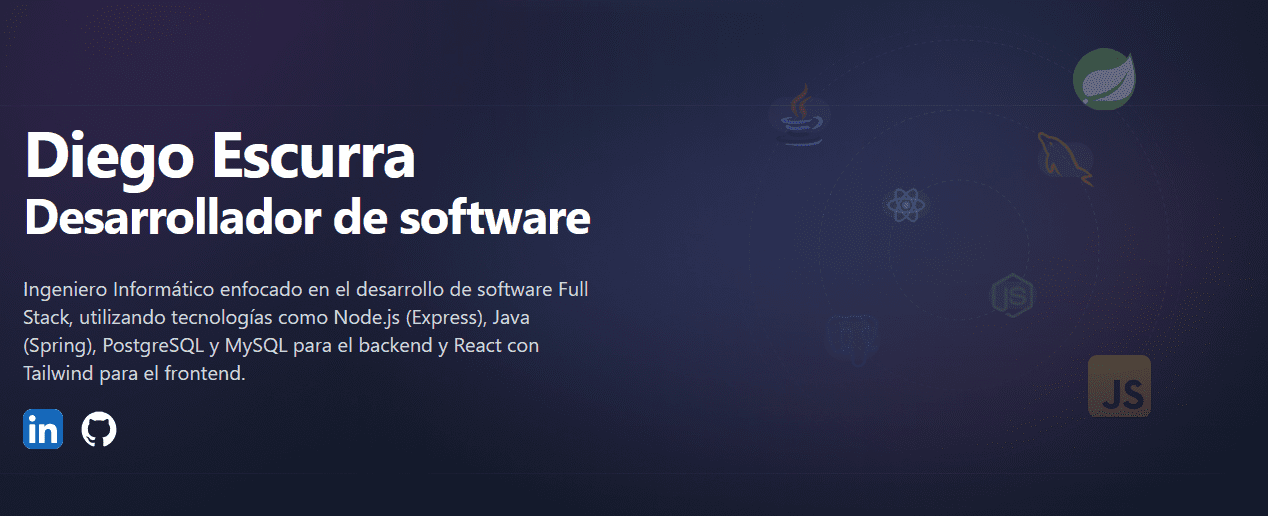 Diego Escurra
Desarrollador de software
Ingeniero Informático enfocado en el desarrollo de software Full
Stack, utilizando tecnologías como Node.js (Express), Java
(Spring), PostgreSQL y MySQL para el backend y React con
Tailwind para el frontend.
in
JS
JS